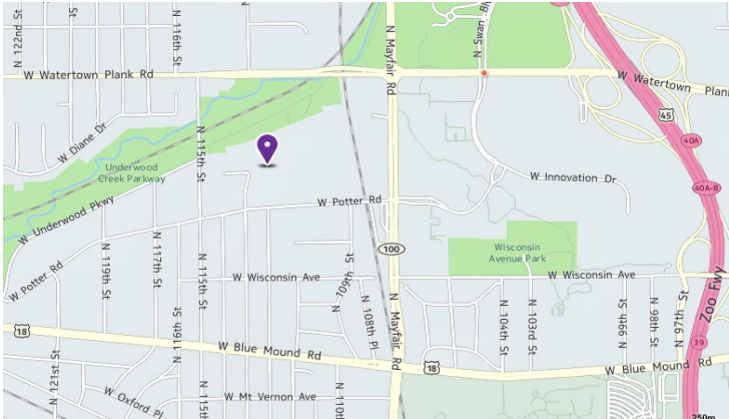 N 122nd St
N 116th St
N Mayfair Rd
N Swan Bl
W Watertown Plank Rd
W Watertown Plan
45
40A
W Diane Dr
N 115th St
Underwood
Creek Parkway
W Innovation Dr
40A-B
W Underwood Pkwy
W Potter Rd
100
Wisconsin
Avenue Park
W Potter Rd
N 119th St
N 117th St
N 115th St
W Wisconsin Ave
N 109th St
W Wisconsin Ave
Zoo Fwy
N 108th Pl
N Mayfair Rd
N 104th St
N 103rd St
N 99th St
N 98th St
N 97th St
18
N 116th St
W Blue Mound Rd
39
18
W Blue Mound Rd
N 121st St
W Oxford Pl
N 115t
W Mt Vernon Ave
N 110
250m